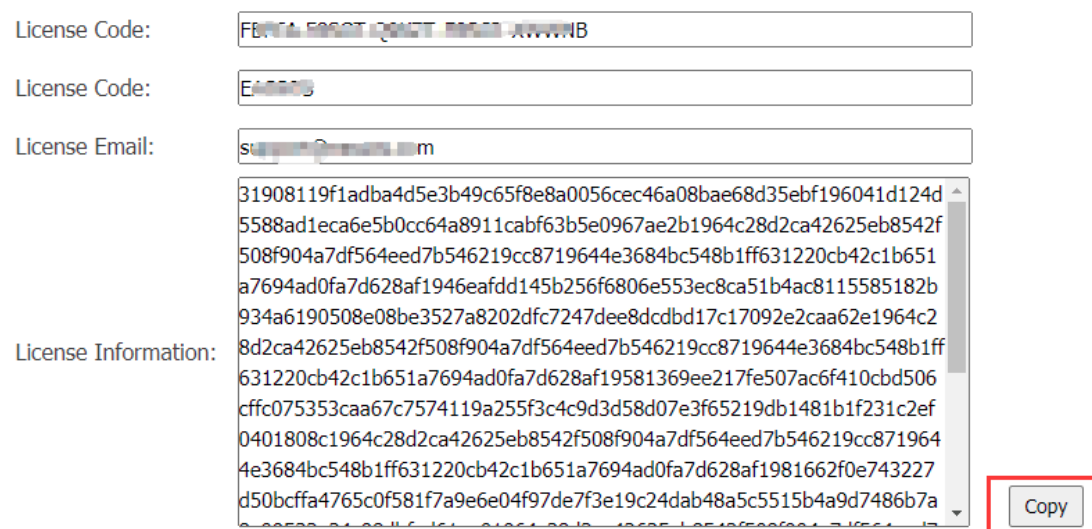 License Code:
License Code:
License Email:
License Information:
31908119f1adba4d5e3b49c65f8e8a0056cec46a08bae68d35ebf196041d124d
5588ad1eca6e5b0cc64a8911cabf63b5e0967ae2b1964c28d2ca42625eb8542f
508f904a7df564eed7b546219cc8719644e3684bc548b1ff631220cb42c1b651
a7694ad0fa7d628af1946eafdd145b256f6806e553ec8ca51b4ac8115585182b
934a6190508e08be3527a8202dfc7247dee8dcdbd17c17092e2caa62e1964c2
8d2ca42625eb8542f508f904a7df564eed7b546219cc8719644e3684bc548b1ff
631220cb42c1b651a7694ad0fa7d628af19581369ee217fe507ac6f410cbd506
cffc075353caa67c7574119a255f3c4c9d3d58d07e3f65219db1481b1f231c2ef
0401808c1964c28d2ca42625eb8542f508f904a7df564eed7b546219cc871964
4e3684bc548b1ff631220cb42c1b651a7694ad0fa7d628af1981662f0e743227
d50bcffa4765c0f581f7a9e6e04f97de7f3e19c24dab48a5c5515b4a9d7486b7a
Copy